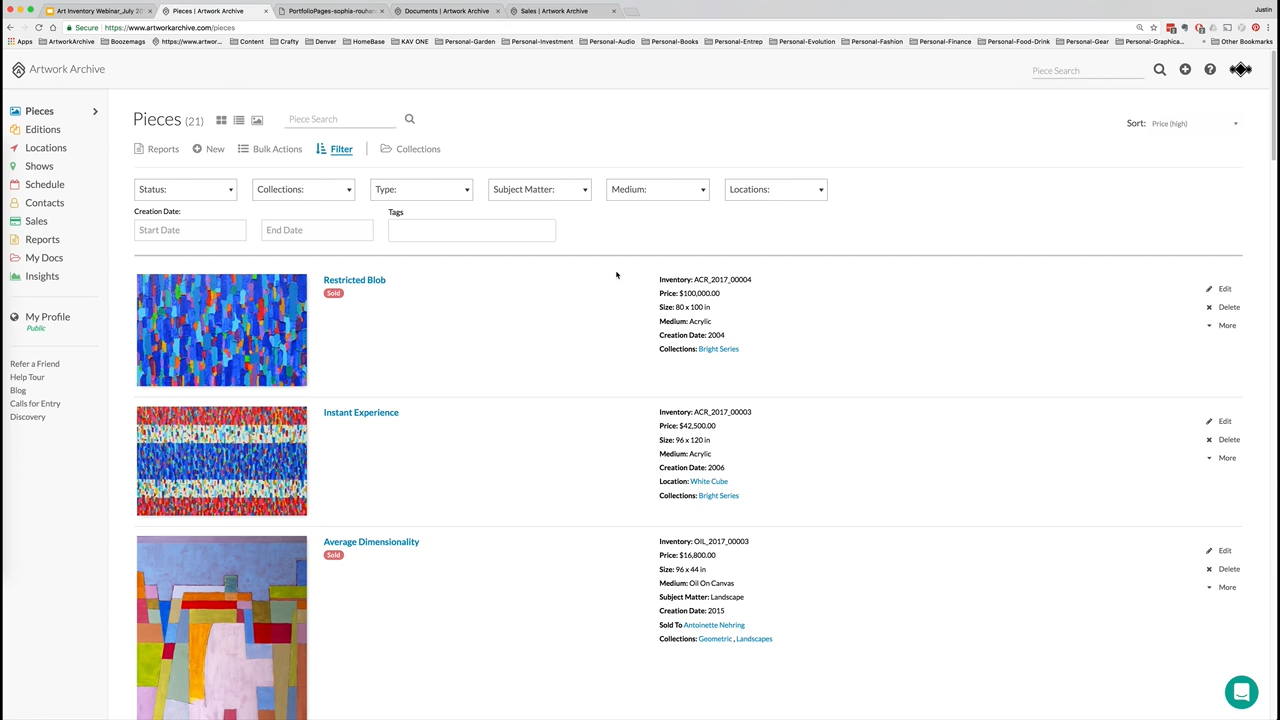 Art Inventory Webinar_July 20
Pieces | Artwork Archive
PortfolioPages-sophia-rouhan
Documents | Artwork Archive
Sales | Artwork Archive
Justin
Secure
https://www.artworkarchive.com/pieces
Apps
ArtworkArchive
Boozemags
https://www.artwor...
Content
Crafty
Denver
HomeBase
KAV ONE
Personal-Garden
Personal-Investment
Personal-Audio
Personal-Books
Personal-Entrep
Personal-Evolution
Personal-Fashion
Personal-Finance
Personal-Food-Drink
Personal-Gear
Personal-Graphica...
Other Bookmarks
Artwork Archive
Piece Search
Pieces
Editions
Locations
Shows
Schedule
Contacts
Sales
Reports
My Docs
Insights
My Profile
Public
Refer a Friend
Help Tour
Blog
Calls for Entry
Discovery
Pieces (21)
Piece Search
Sort: Price (high)
Reports
New
Bulk Actions
Filter
Collections
Status:
Collections:
Type:
Subject Matter:
Medium:
Locations:
Creation Date:
Tags
Start Date
End Date
Restricted Blob
Sold
Inventory: ACR_2017_00004
Price: $100,000.00
Size: 80 x 100 in
Medium: Acrylic
Creation Date: 2004
Collections: Bright Series
Edit
Delete
More
Instant Experience
Inventory: ACR_2017_00003
Price: $42,500.00
Size: 96 x 120 in
Medium: Acrylic
Creation Date: 2006
Location: White Cube
Collections: Bright Series
Edit
Delete
More
Average Dimensionality
Sold
Inventory: OIL_2017_00003
Price: $16,800.00
Size: 96 x 44 in
Medium: Oil On Canvas
Subject Matter: Landscape
Creation Date: 2015
Sold To Antoinette Nehring
Collections: Geometric , Landscapes
Edit
Delete
More